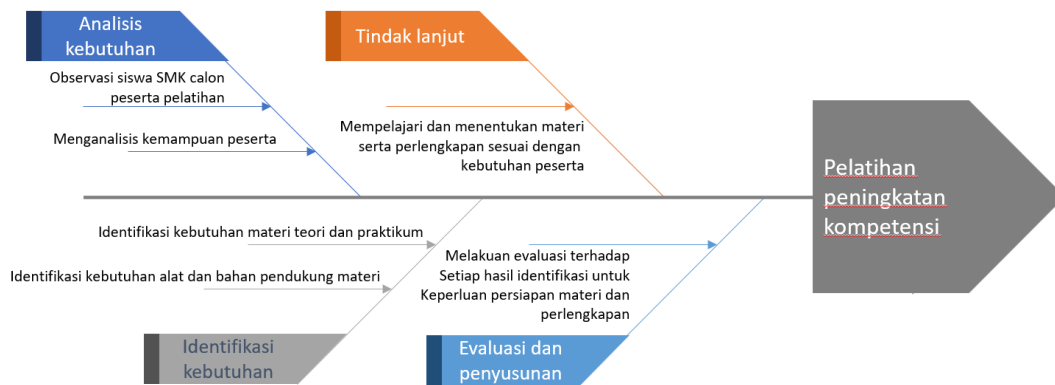 Analisis
kebutuhan
Tindak lanjut
Observasi siswa SMK calon
peserta pelatihan
Menganalisis kemampuan peserta
Mempelajari dan menentukan materi
serta perlengkapan sesuai dengan
kebutuhan peserta
Pelatihan
peningkatan
kompetensi
Identifikasi kebutuhan materi teori dan praktikum
Identifikasi kebutuhan alat dan bahan pendukung materi
Melakuan evaluasi terhadap
Setiap hasil identifikasi untuk
Keperluan persiapan materi dan
perlengkapan
Identifikasi
kebutuhan
Evaluasi dan
penyusunan